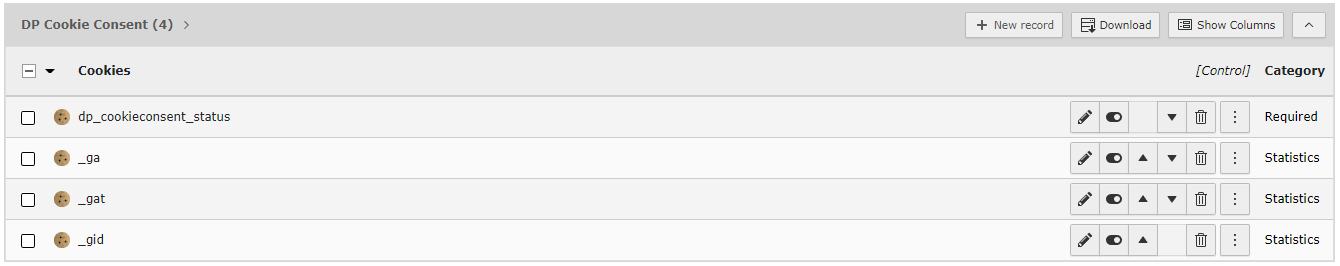 DP Cookie Consent (4) New record Download Show Columns
Cookies [Control] Category
dp_cookieconsent_status Required
_ga Statistics
_gat Statistics
_gid Statistics